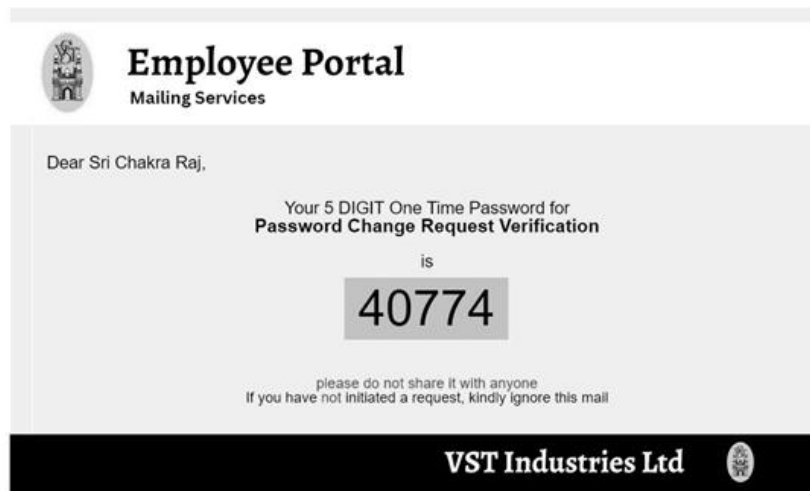 Employee Portal
Mailing Services
Dear Sri Chakra Raj,
Your 5 DIGIT One Time Password for
Password Change Request Verification
is
40774
please do not share it with anyone
If you have not initiated a request, kindly ignore this mail
VST Industries Ltd